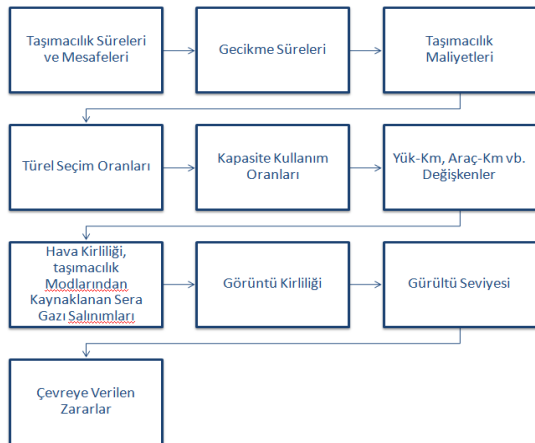 Taşımacılık Süreleri
ve Mesafeleri
Gecikme Süreleri
Taşımacılık
Maliyetleri
Türel Seçim Oranları
Kapasite Kullanım
Oranları
Yük-Km, Araç-Km vb.
Değişkenler
Hava Kirliliği,
taşımacılık
Modlarından
Kaynaklanan Sera
Gazı Salınımları
Görüntü Kirliliği
Gürültü Seviyesi
Çevreye Verilen
Zararlar